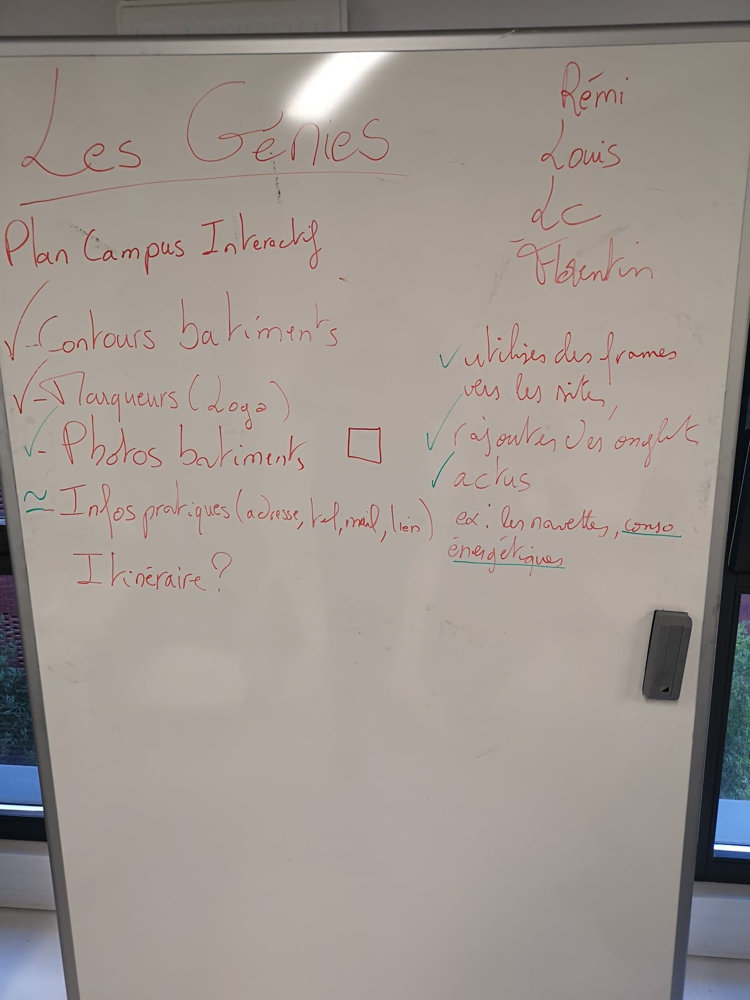 Les Génies
Plan Campus Interactif
✓ - Contours batiments
✓ - Marqueurs (Logo)
✓ - Photos batiments
≃ - Infos pratiques (adresse, tel, mail, lien)
Itinéraire ?
Rémi
Louis
LC
Florentin
✓ utilises des frames
vers les sites,
✓ rajouter des onglet
✓ actus
ex : les navettes, conso
énergétiques